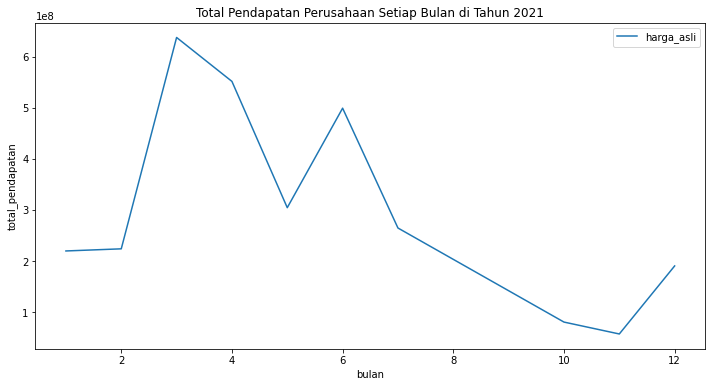 Total Pendapatan Perusahaan Setiap Bulan di Tahun 2021
1e8
harga_asli
6
5
4
3
2
1
total_pendapatan
2 4 6 8 10 12
bulan